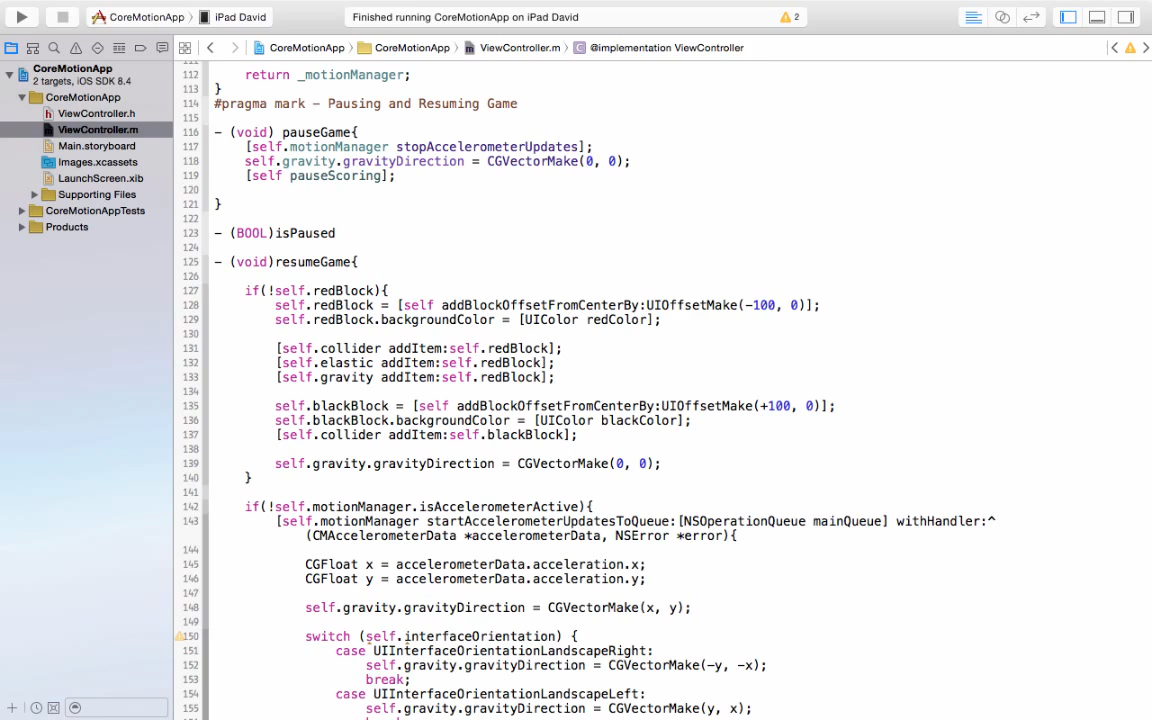 CoreMotionApp
iPad David
Finished running CoreMotionApp on iPad David
2
CoreMotionApp
CoreMotionApp
ViewController.m
C
@implementation ViewController
CoreMotionApp
2 targets, iOS SDK 8.4
CoreMotionApp
h ViewController.h
m ViewController.m
Main.storyboard
Images.xcassets
LaunchScreen.xib
Supporting Files
CoreMotionAppTests
Products
111
112 return _motionManager;
113 }
114 #pragma mark - Pausing and Resuming Game
115
116 - (void) pauseGame{
117 [self.motionManager stopAccelerometerUpdates];
118 self.gravity.gravityDirection = CGVectorMake(0, 0);
119 [self pauseScoring];
120
121 }
122
123 - (BOOL)isPaused
124
125 - (void)resumeGame{
126
127 if(!self.redBlock){
128 self.redBlock = [self addBlockOffsetFromCenterBy:UIOffsetMake(-100, 0)];
129 self.redBlock.backgroundColor = [UIColor redColor];
130
131 [self.collider addItem:self.redBlock];
132 [self.elastic addItem:self.redBlock];
133 [self.gravity addItem:self.redBlock];
134
135 self.blackBlock = [self addBlockOffsetFromCenterBy:UIOffsetMake(+100, 0)];
136 self.blackBlock.backgroundColor = [UIColor blackColor];
137 [self.collider addItem:self.blackBlock];
138
139 self.gravity.gravityDirection = CGVectorMake(0, 0);
140 }
141
142 if(!self.motionManager.isAccelerometerActive){
143 [self.motionManager startAccelerometerUpdatesToQueue:[NSOperationQueue mainQueue] withHandler:^
(CMAccelerometerData *accelerometerData, NSError *error){
144
145 CGFloat x = accelerometerData.acceleration.x;
146 CGFloat y = accelerometerData.acceleration.y;
147
148 self.gravity.gravityDirection = CGVectorMake(x, y);
149
150 switch (self.interfaceOrientation) {
151 case UIInterfaceOrientationLandscapeRight:
152 self.gravity.gravityDirection = CGVectorMake(-y, -x);
153 break;
154 case UIInterfaceOrientationLandscapeLeft:
155 self.gravity.gravityDirection = CGVectorMake(y, x);